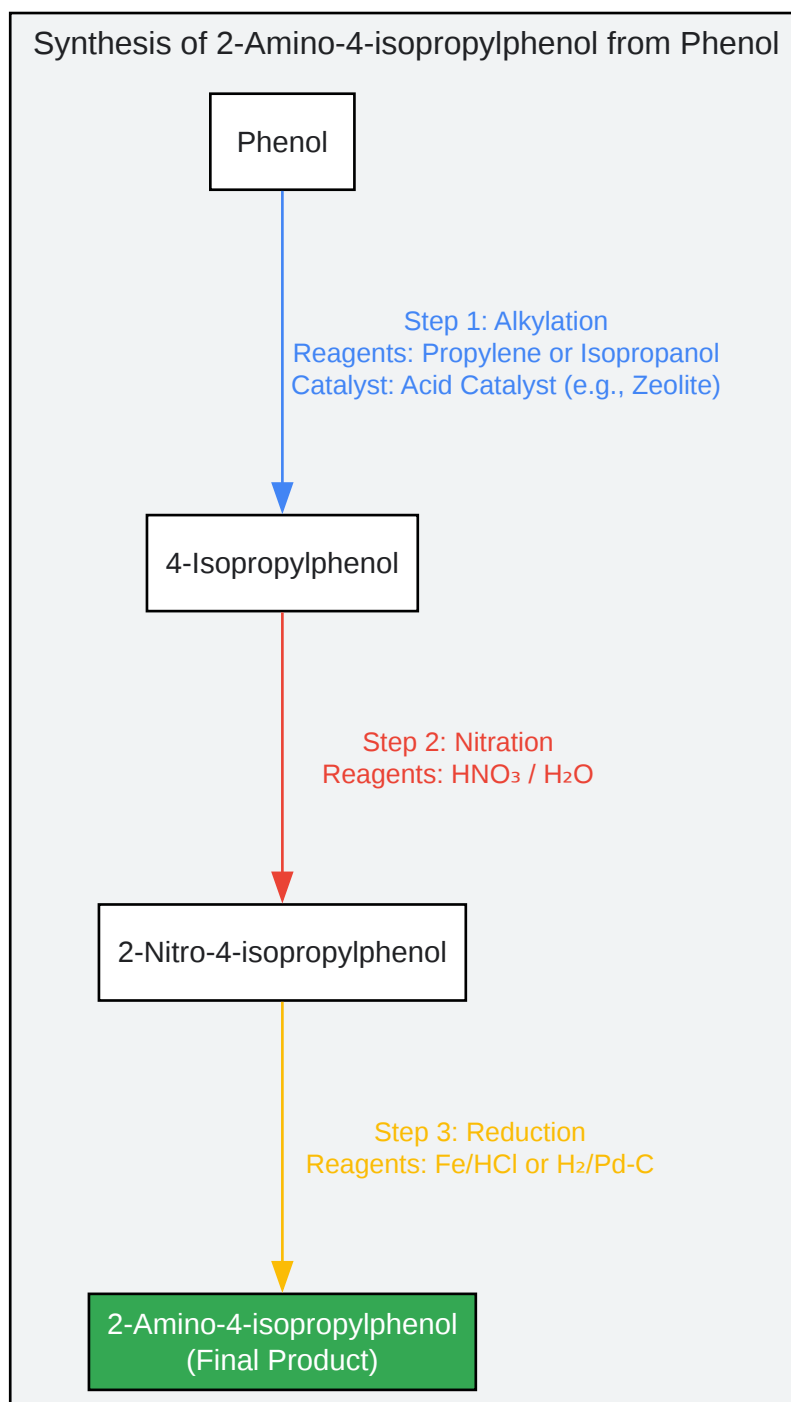 Synthesis of 2-Amino-4-isopropylphenol from Phenol
Phenol
Step 1: Alkylation
Reagents: Propylene or Isopropanol
Catalyst: Acid Catalyst (e.g., Zeolite)
4-Isopropylphenol
Step 2: Nitration
Reagents: HNO₃ / H₂O
2-Nitro-4-isopropylphenol
Step 3: Reduction
Reagents: Fe/HCl or H₂/Pd-C
2-Amino-4-isopropylphenol
(Final Product)